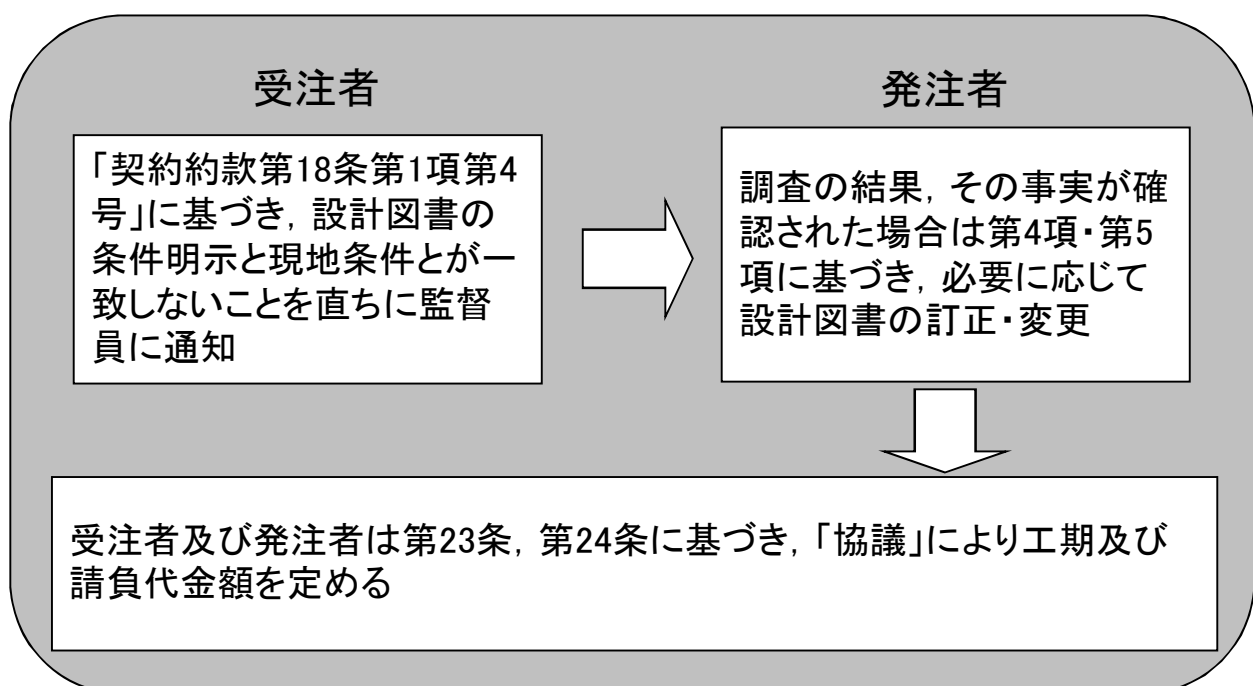 受注者
「契約約款第18条第1項第4
号」に基づき，設計図書の
条件明示と現地条件とが一
致しないことを直ちに監督
員に通知
発注者
調査の結果，その事実が確
認された場合は第4項・第5
項に基づき，必要に応じて
設計図書の訂正・変更
受注者及び発注者は第23条，第24条に基づき，「協議」により工期及び
請負代金額を定める